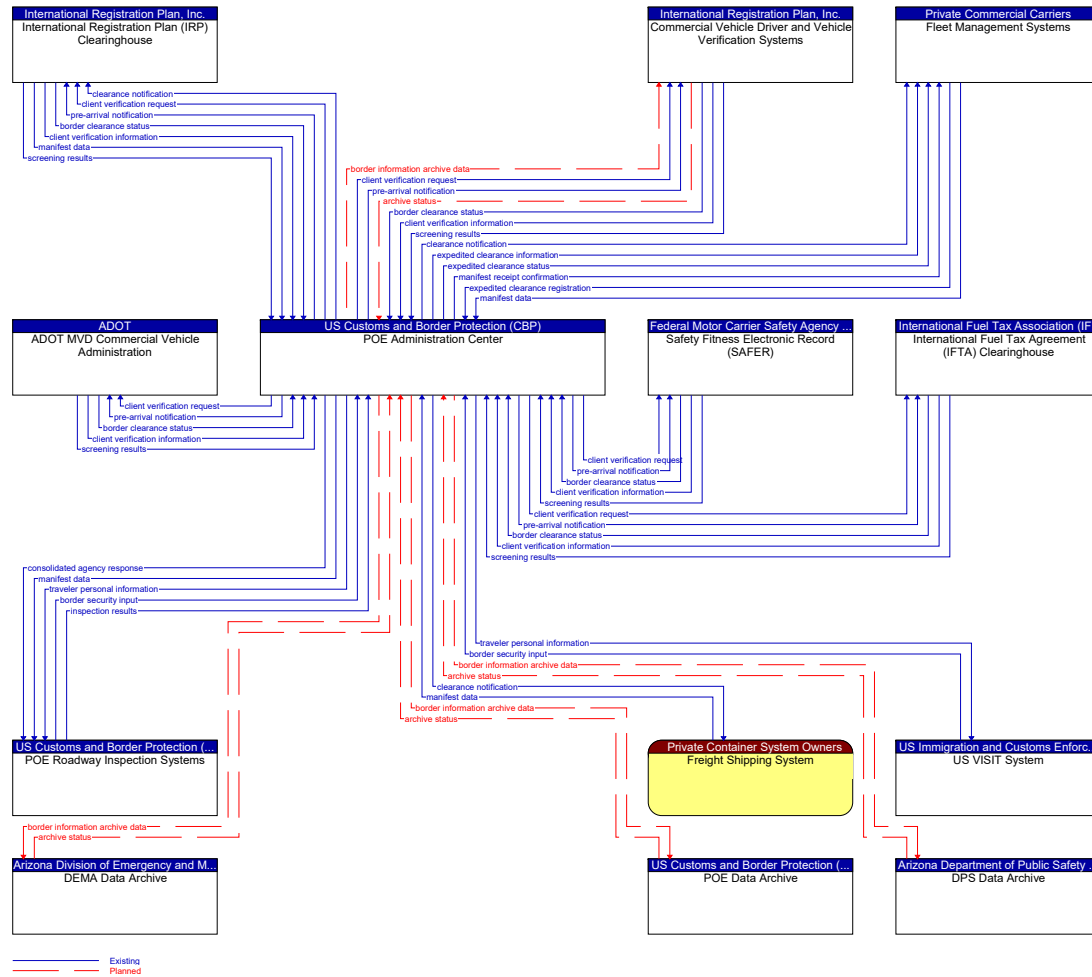 International Registration Plan, Inc.
International Registration Plan (IRP)
Clearinghouse
International Registration Plan, Inc.
Commercial Vehicle Driver and Vehicle
Verification Systems
Private Commercial Carriers
Fleet Management Systems
clearance notification
client verification request
pre-arrival notification
border clearance status
client verification information
manifest data
screening results
border information archive data
client verification request
pre-arrival notification
archive status
border clearance status
client verification information
screening results
clearance notification
expedited clearance information
expedited clearance status
manifest receipt confirmation
expedited clearance registration
manifest data
ADOT
ADOT MVD Commercial Vehicle
Administration
US Customs and Border Protection (CBP)
POE Administration Center
Federal Motor Carrier Safety Agency ...
Safety Fitness Electronic Record
(SAFER)
International Fuel Tax Association (IF
International Fuel Tax Agreement
(IFTA) Clearinghouse
client verification request
pre-arrival notification
border clearance status
client verification information
screening results
client verification request
pre-arrival notification
border clearance status
client verification information
screening results
client verification request
pre-arrival notification
border clearance status
client verification information
screening results
consolidated agency response
manifest data
traveler personal information
border security input
inspection results
traveler personal information
border security input
border information archive data
archive status
clearance notification
manifest data
border information archive data
archive status
US Customs and Border Protection (...
POE Roadway Inspection Systems
Private Container System Owners
Freight Shipping System
US Immigration and Customs Enforc...
US VISIT System
border information archive data
archive status
Arizona Division of Emergency and M...
DEMA Data Archive
US Customs and Border Protection (...
POE Data Archive
Arizona Department of Public Safety ...
DPS Data Archive
Existing
Planned